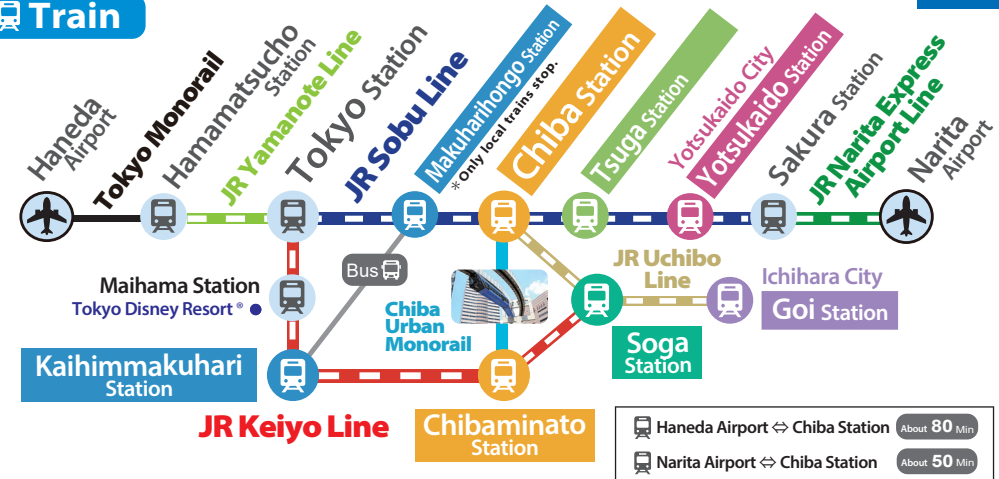 Train
Haneda
Airport
Tokyo Monorail
Hamamatsucho
Station
JR Yamanote Line
Tokyo Station
JR Sobu Line
Makuharihongo Station
*Only local trains stop.
Chiba Station
Tsuga Station
Yotsukaido City
Yotsukaido Station
Sakura Station
JR Narita Express
Airport Line
Narita
Airport
Maihama Station
Tokyo Disney Resort®
Bus
Chiba
Urban
Monorail
JR Uchibo
Line
Ichihara City
Goi Station
Kaihimmakuhari
Station
Soga
Station
JR Keiyo Line
Chibaminato
Station
Haneda Airport ⇔ Chiba Station About 80 Min
Narita Airport ⇔ Chiba Station About 50 Min